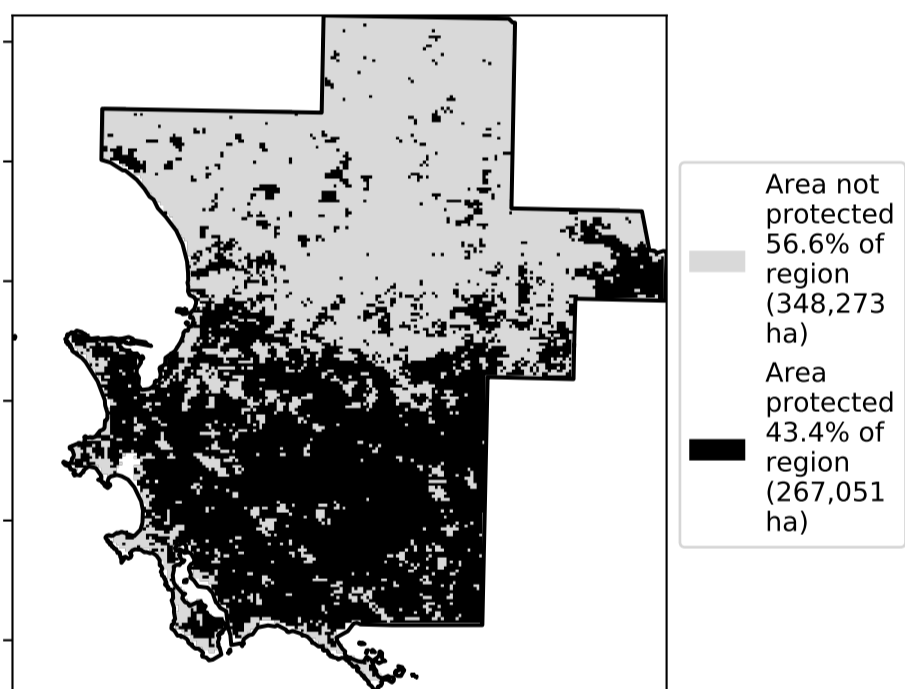 Area not
protected
56.6% of
region
(348,273
ha)
Area
protected
43.4% of
region
(267,051
ha)